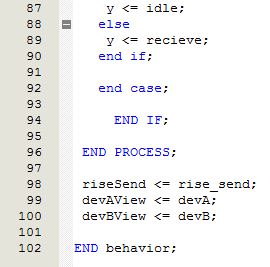 87 y <= idle;
88 else
89 y <= recieve;
90 end if;
91
92 end case;
93
94 END IF;
95
96 END PROCESS;
97
98 riseSend <= rise_send;
99 devAView <= devA;
100 devBView <= devB;
101
102 END behavior;